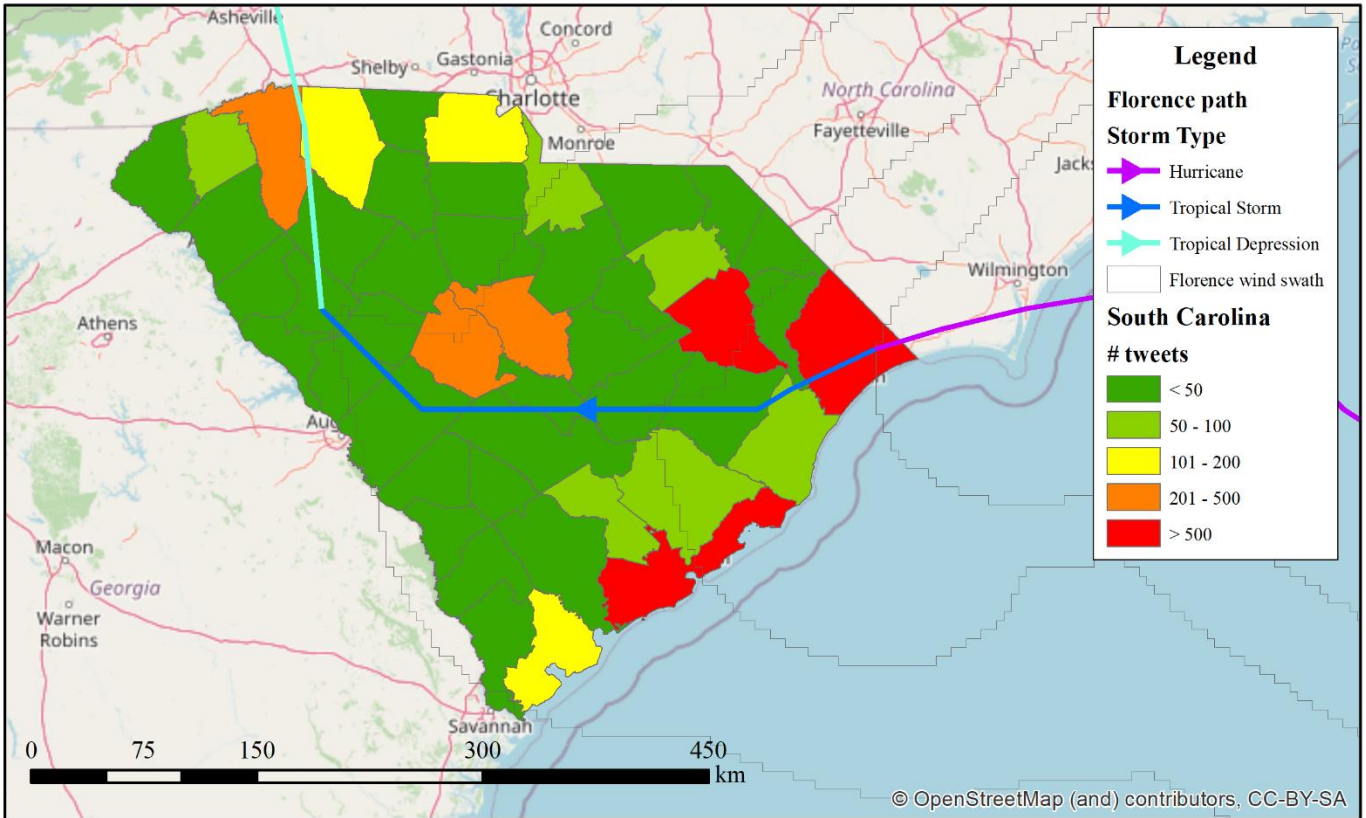 Asheville
Concord
Shelby
Gastonia
Charlotte
Monroe
North Carolina
Fayetteville
Jack
Wilmington
Athens
Aug
Macon
Georgia
Warner
Robins
Savannah
Legend
Florence path
Storm Type
Hurricane
Tropical Storm
Tropical Depression
Florence wind swath
South Carolina
# tweets
< 50
50 - 100
101 - 200
201 - 500
> 500
0 75 150 300 450
km
© OpenStreetMap (and) contributors, CC-BY-SA